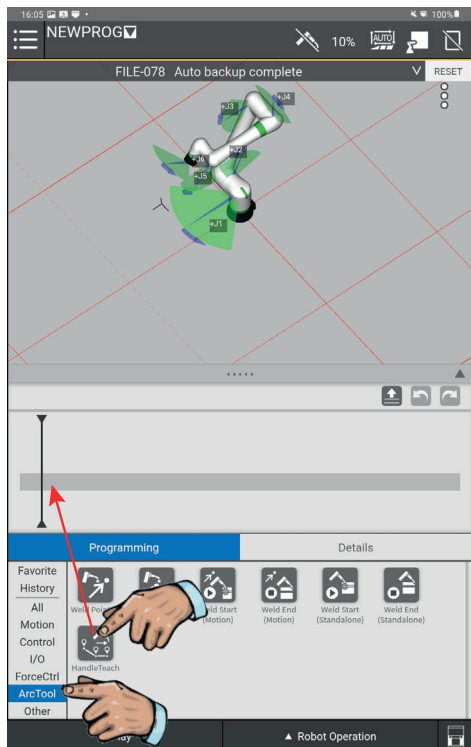 16:05
100%
NEWPROG
10%
AUTO
FILE-078 Auto backup complete
RESET
+J3
+J4
+J2
+J6
+J5
+J1
Programming
Details
Favorite
History
All
Motion
Control
I/O
ForceCtrl
ArcTool
Other
Weld Start
(Motion)
Weld End
(Motion)
Weld Start
(Standalone)
Weld End
(Standalone)
HandleTeach
Robot Operation